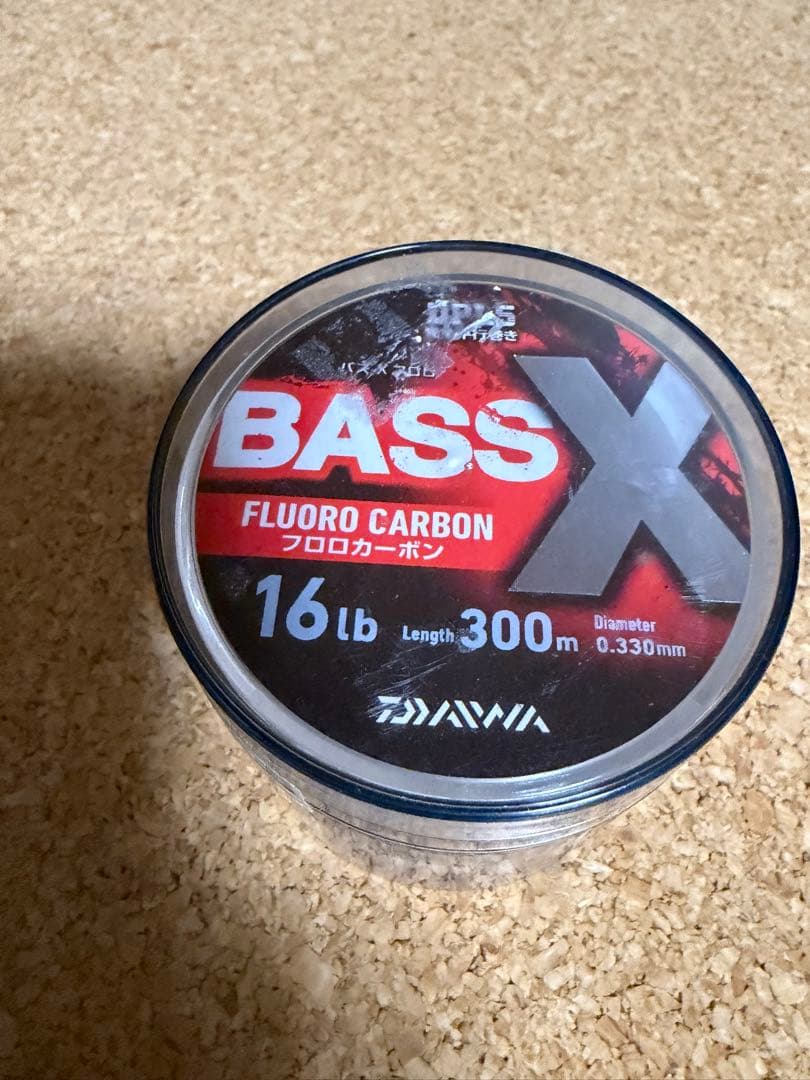 バス X フロロ
BASS X
FLUORO CARBON
フロロカーボン
16lb Length 300m Diameter 0.330mm
DAIWA